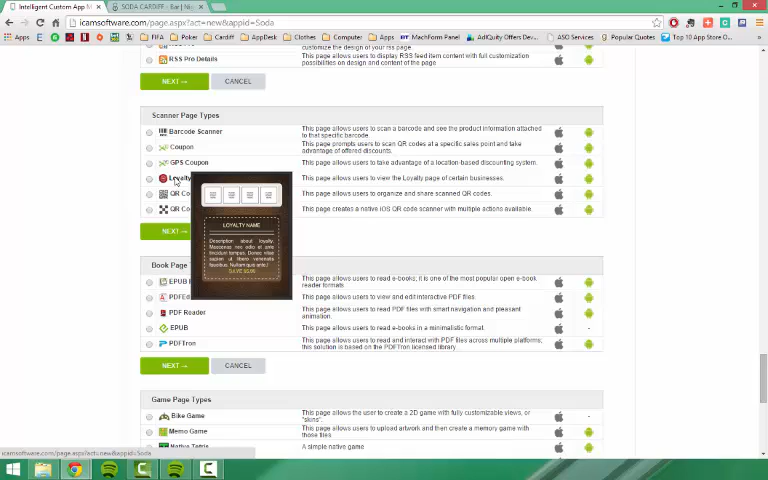 Intelligent Custom App M
SODA CARDIFF - Bar | N
icamsoftware.com/page.aspx?act=new&appid=Soda
Apps
FIFA
Poker
Cardiff
AppDesk
Clothes
Computer
Apps
MachForm Panel
AdKnowledge
ASO Services
Popular Quotes
Top 10 App Store O...
customize the design of your rss page
RSS Pro Details
This page allows users to display RSS feed item content with full customization
possibilities on design and content of the page
NEXT
CANCEL
Scanner Page Types
Barcode Scanner
This page allows users to scan a barcode and see the product information attached
to that specific barcode.
Coupon
This page prompts users to scan QR codes at a specific sales point and take
advantage of offered discounts.
GPS Coupon
This page allows users to take advantage of a location-based discounting system.
Loyalty
This page allows users to view the Loyalty page of certain businesses.
QR Co
This page allows users to organize and share scanned QR codes.
QR Co
This page creates a native iOS QR code scanner with multiple actions available.
LOYALTY NAME
Description about loyalty.
NEXT
Book Page
EPUB
This page allows users to read e-books; it is one of the most popular open e-book
reader formats
PDFEd
This page allows users to view and edit interactive PDF files.
PDF Reader
This page allows users to read PDF files with smart navigation and pleasant
animation.
EPUB
This page allows users to read e-books in a minimalistic format.
-
PDFTron
This page allows users to read and interact with PDF files across multiple platforms;
this solution is based on the PDFTron licensed library.
NEXT
CANCEL
Game Page Types
Bike Game
This page allows the user to create a 2D game with fully customizable views, or
"skins".
-
Memo Game
This page allows users to upload artwork and then create a memory game with
those files
Native Tetris
A simple native game
icamsoftware.com/page.aspx?act=new&appid=Soda